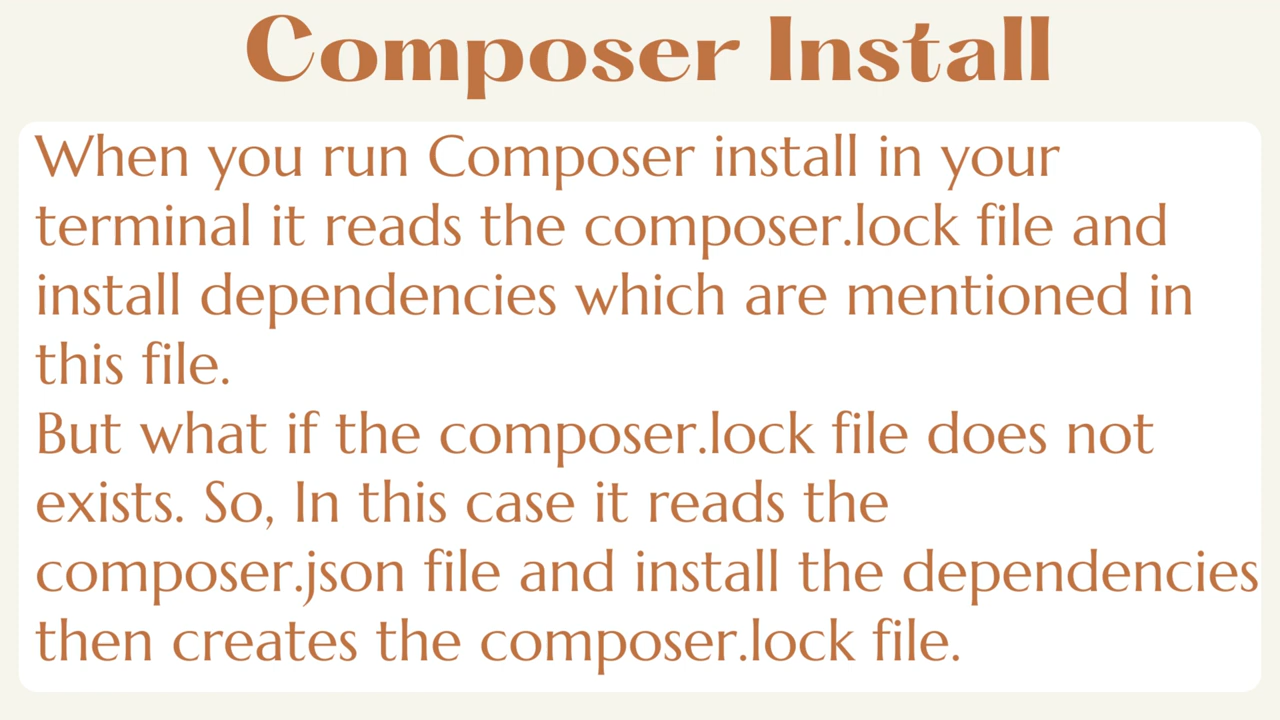 Composer Install
When you run Composer install in your
terminal it reads the composer.lock file and
install dependencies which are mentioned in
this file.
But what if the composer.lock file does not
exists. So, In this case it reads the
composer.json file and install the dependencies
then creates the composer.lock file.